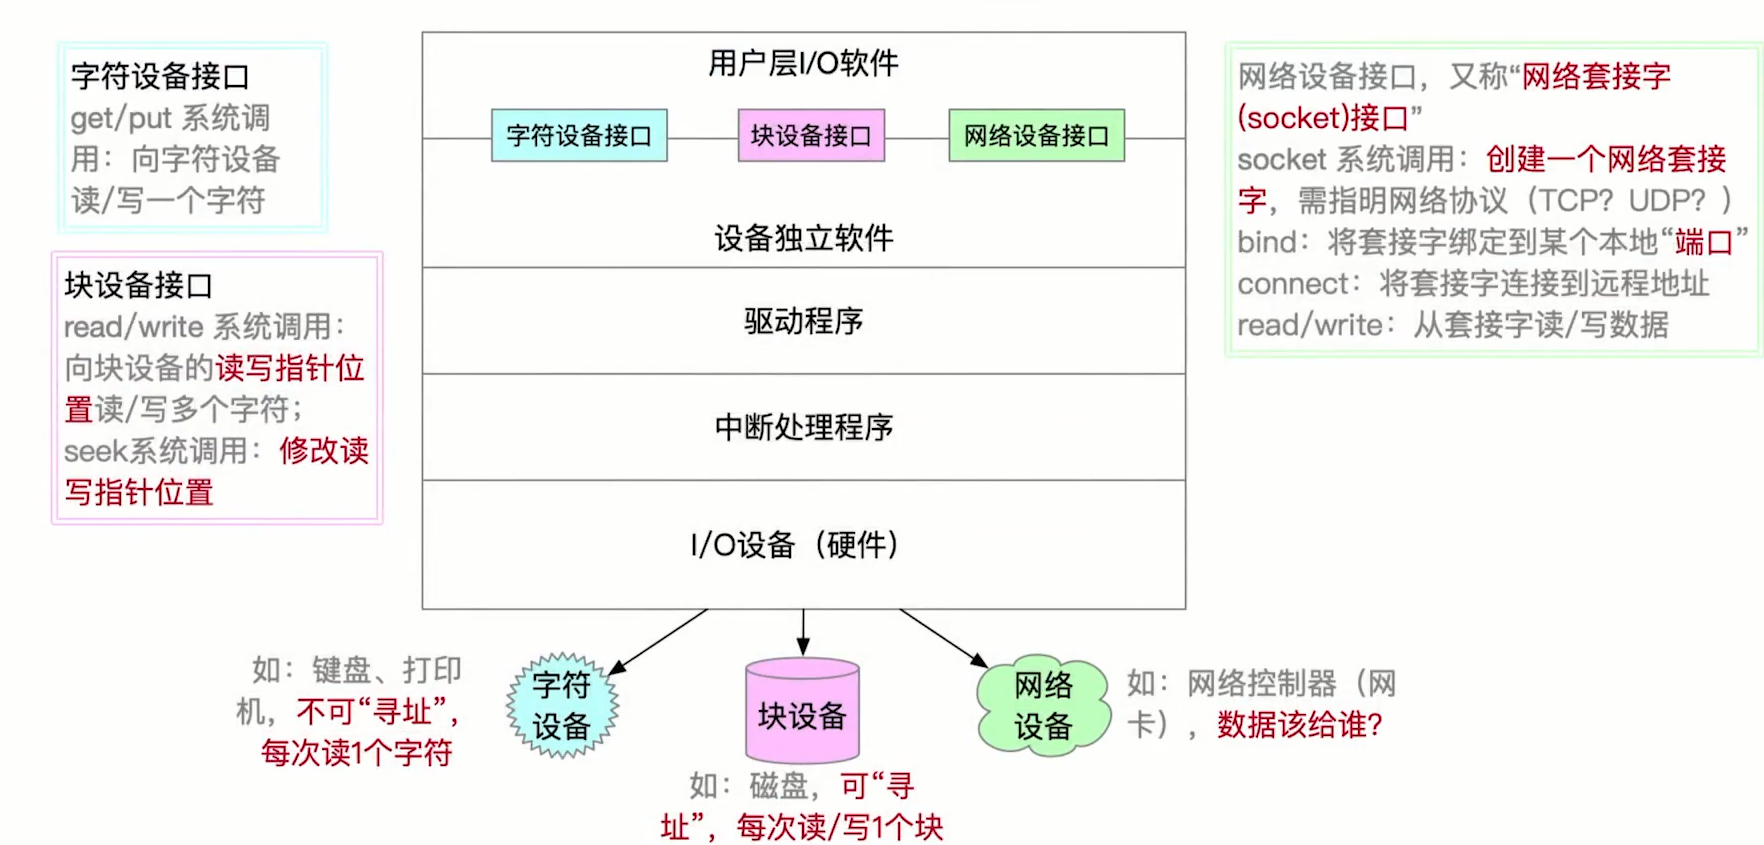 字符设备接口
get/put 系统调
用：向字符设备
读/写一个字符
块设备接口
read/write 系统调用：
向块设备的读写指针位
置读/写多个字符；
seek系统调用：修改读
写指针位置
用户层I/O软件
字符设备接口
块设备接口
网络设备接口
设备独立软件
驱动程序
中断处理程序
I/O设备（硬件）
网络设备接口，又称“网络套接字
(socket)接口”
socket 系统调用：创建一个网络套接
字，需指明网络协议（TCP？UDP？）
bind：将套接字绑定到某个本地“端口”
connect：将套接字连接到远程地址
read/write：从套接字读/写数据
如：键盘、打印
机，不可“寻址”，
每次读1个字符
字符
设备
块设备
如：磁盘，可“寻
址”，每次读/写1个块
网络
设备
如：网络控制器（网
卡），数据该给谁？